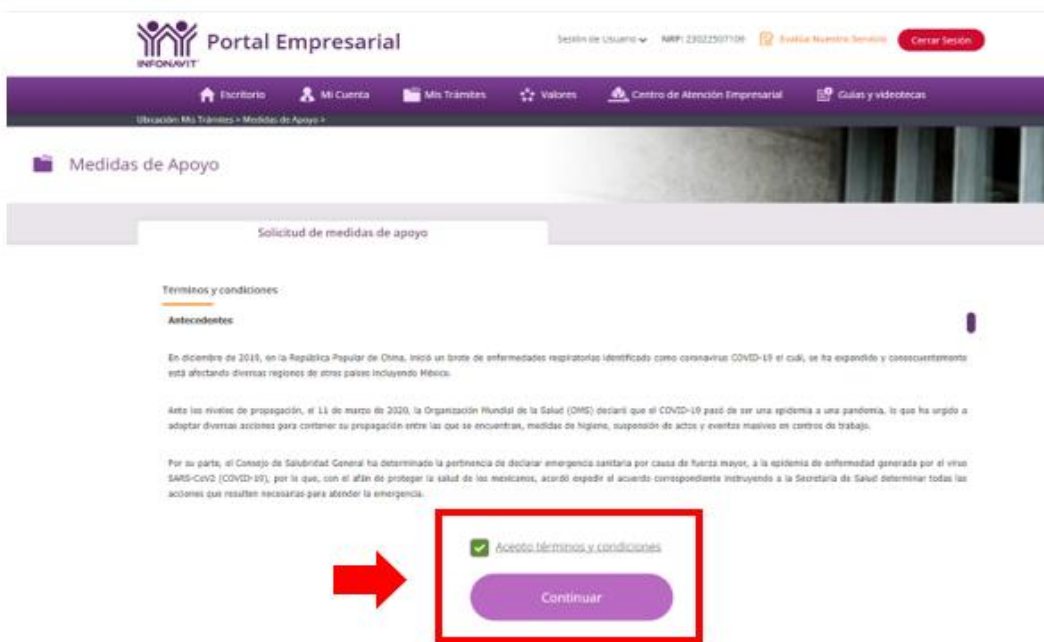 INFONAVIT
Portal Empresarial
Sesión de Usuario NRP: 23022507109 Evalúa Nuestro Servicio Cerrar Sesión
Escritorio Mi Cuenta Mis Trámites Valores Centro de Atención Empresarial Guías y videotecas
Ubicación: Mis Trámites > Medidas de Apoyo >
Medidas de Apoyo
Solicitud de medidas de apoyo
Términos y condiciones
Antecedentes
En diciembre de 2019, en la República Popular de China, inició un brote de enfermedades respiratorias identificado como coronavirus COVID-19 el cuál, se ha expandido y consecuentemente
está afectando diversas regiones de otros países incluyendo México.
Ante los niveles de propagación, el 11 de marzo de 2020, la Organización Mundial de la Salud (OMS) declaró que el COVID-19 pasó de ser una epidemia a una pandemia, lo que ha urgido a
adoptar diversas acciones para contener su propagación entre las que se encuentran, medidas de higiene, suspensión de actos y eventos masivos en centros de trabajo.
Por su parte, el Consejo de Salubridad General ha determinado la pertinencia de declarar emergencia sanitaria por causa de fuerza mayor, a la epidemia de enfermedad generada por el virus
SARS-CoV2 (COVID-19), por lo que, con el afán de proteger la salud de los mexicanos, acordó expedir el acuerdo correspondiente instruyendo a la Secretaría de Salud determinar todas las
acciones que resulten necesarias para atender la emergencia.
Acepto términos y condiciones
Continuar